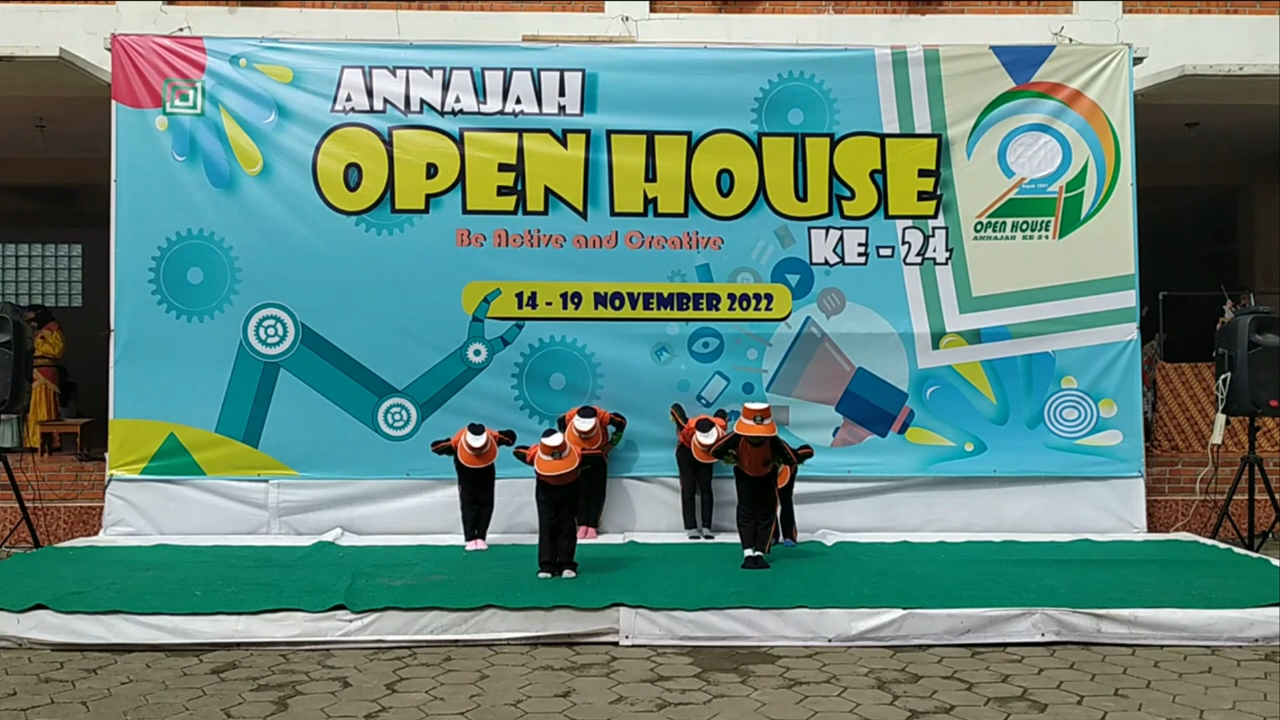 ANNAJAH
OPEN HOUSE
Be Active and Creative
KE - 24
14 - 19 NOVEMBER 2022
OPEN HOUSE
ANNAJAH KE 24